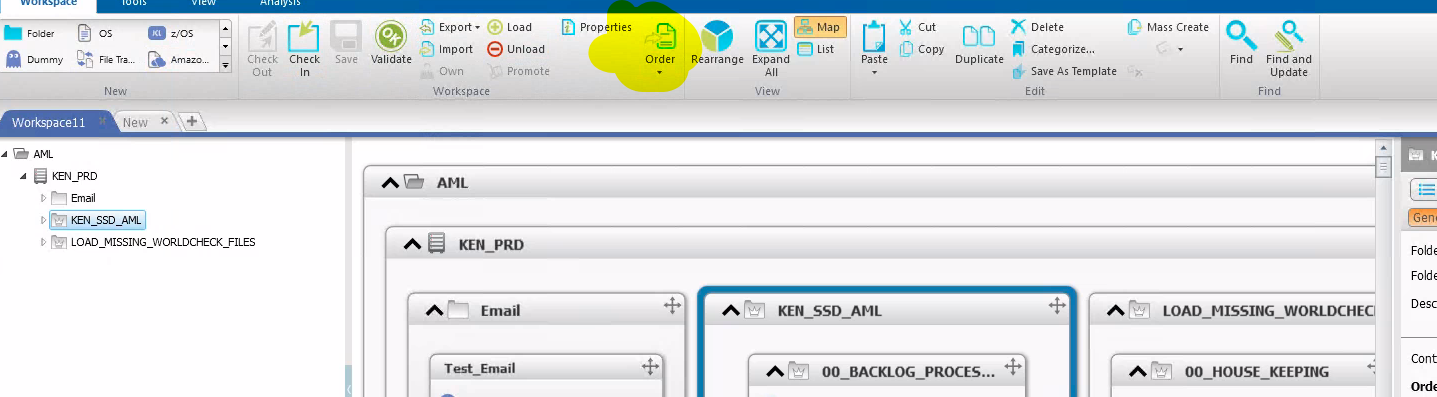 Workspace Tools View Analysis
Folder OS z/OS
Dummy File Tra... Amazo...
New
Check Out
Check In
Save
Validate
Export Load
Import Unload
Own Promote
Properties
Order
Workspace
Rearrange
Expand All
Map
List
View
Paste
Cut
Copy
Duplicate
Delete
Categorize...
Save As Template
Mass Create
Edit
Find
Find and Update
Find
Workspace11 New
AML
KEN_PRD
Email
KEN_SSD_AML
LOAD_MISSING_WORLDCHECK_FILES
AML
KEN_PRD
Email KEN_SSD_AML LOAD_MISSING_WORLDCHEC
Test_Email 00_BACKLOG_PROCES... 00_HOUSE_KEEPING
K
Gene
Folde
Folde
Desc
Cont
Orde